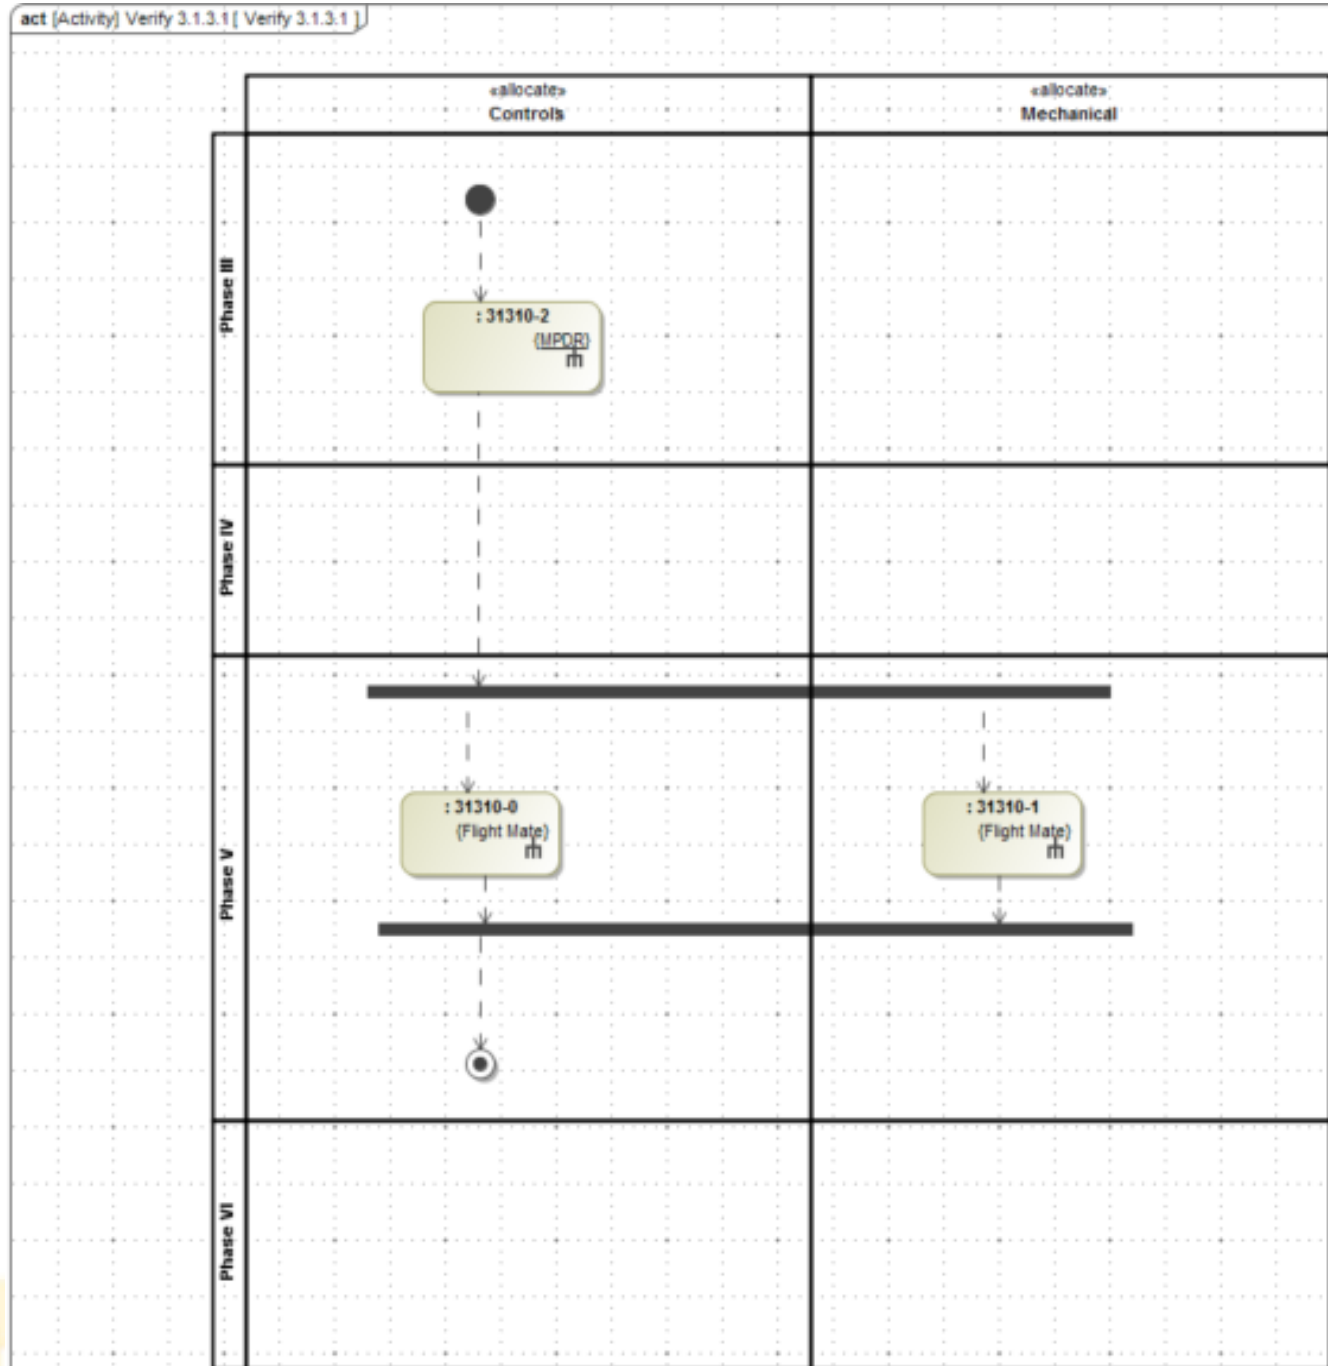 act [Activity] Verify 3.1.3.1 [ Verify 3.1.3.1 ]
«allocate»
Controls
«allocate»
Mechanical
Phase III
: 31310-2
{MPDR}
Phase IV
Phase V
: 31310-0
{Flight Mate}
: 31310-1
{Flight Mate}
Phase VI